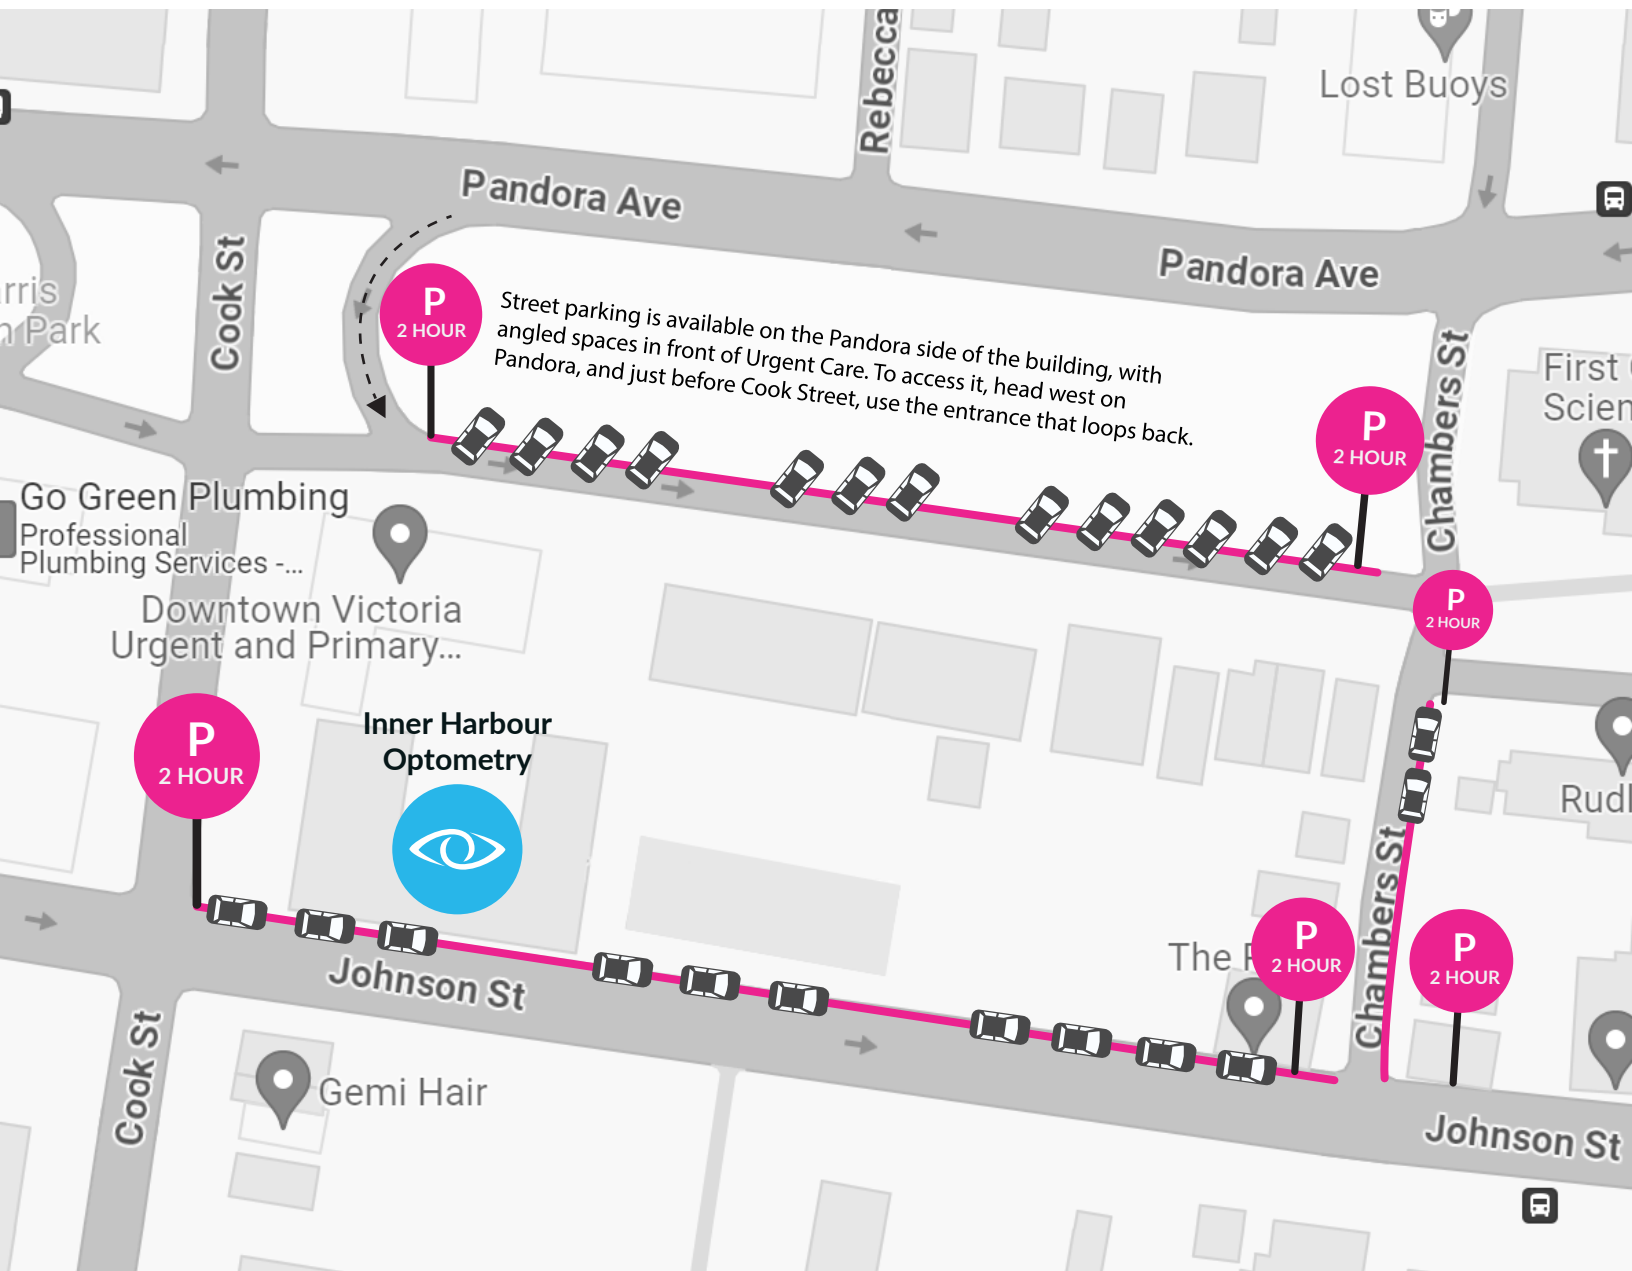 Lost Buoys
Rebecca
Pandora Ave
Pandora Ave
Cook St
rris
Park
P
2 HOUR
Street parking is available on the Pandora side of the building, with
angled spaces in front of Urgent Care. To access it, head west on
Pandora, and just before Cook Street, use the entrance that loops back.
Chambers St
First
Scien
P
2 HOUR
Go Green Plumbing
Professional
Plumbing Services -...
Downtown Victoria
Urgent and Primary...
P
2 HOUR
P
2 HOUR
Inner Harbour
Optometry
Rudl
Chambers St
The
P
2 HOUR
P
2 HOUR
Johnson St
Cook St
Gemi Hair
Johnson St